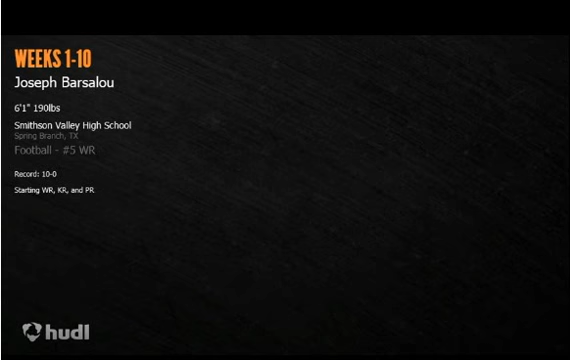 WEEKS 1-10
Joseph Barsalou
6'1" 190lbs
Smithson Valley High School
Spring Branch, TX
Football - #5 WR
Record: 10-0
Starting WR, KR, and PR
hudl